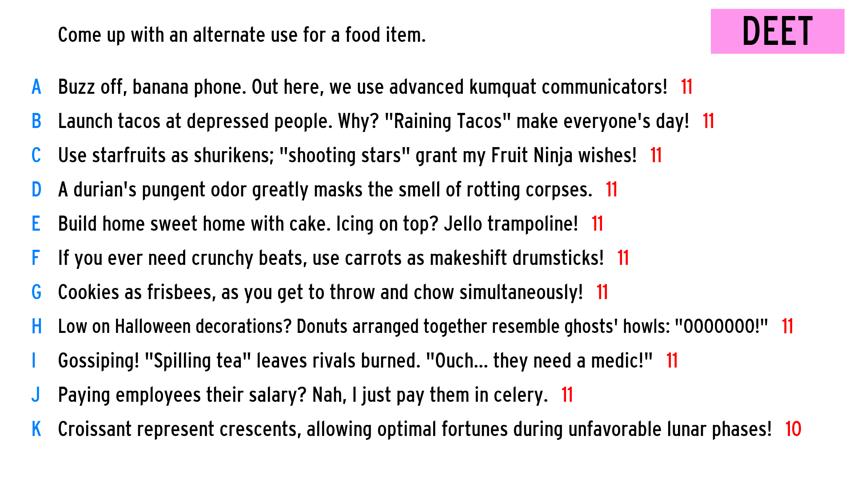 Come up with an alternate use for a food item.
DEET
A Buzz off, banana phone. Out here, we use advanced kumquat communicators! 11
B Launch tacos at depressed people. Why? "Raining Tacos" make everyone's day! 11
C Use starfruits as shurikens; "shooting stars" grant my Fruit Ninja wishes! 11
D A durian's pungent odor greatly masks the smell of rotting corpses. 11
E Build home sweet home with cake. Icing on top? Jello trampoline! 11
F If you ever need crunchy beats, use carrots as makeshift drumsticks! 11
G Cookies as frisbees, as you get to throw and chow simultaneously! 11
H Low on Halloween decorations? Donuts arranged together resemble ghosts' howls: "OOOOOOO!" 11
I Gossiping! "Spilling tea" leaves rivals burned. "Ouch... they need a medic!" 11
J Paying employees their salary? Nah, I just pay them in celery. 11
K Croissant represent crescents, allowing optimal fortunes during unfavorable lunar phases! 10